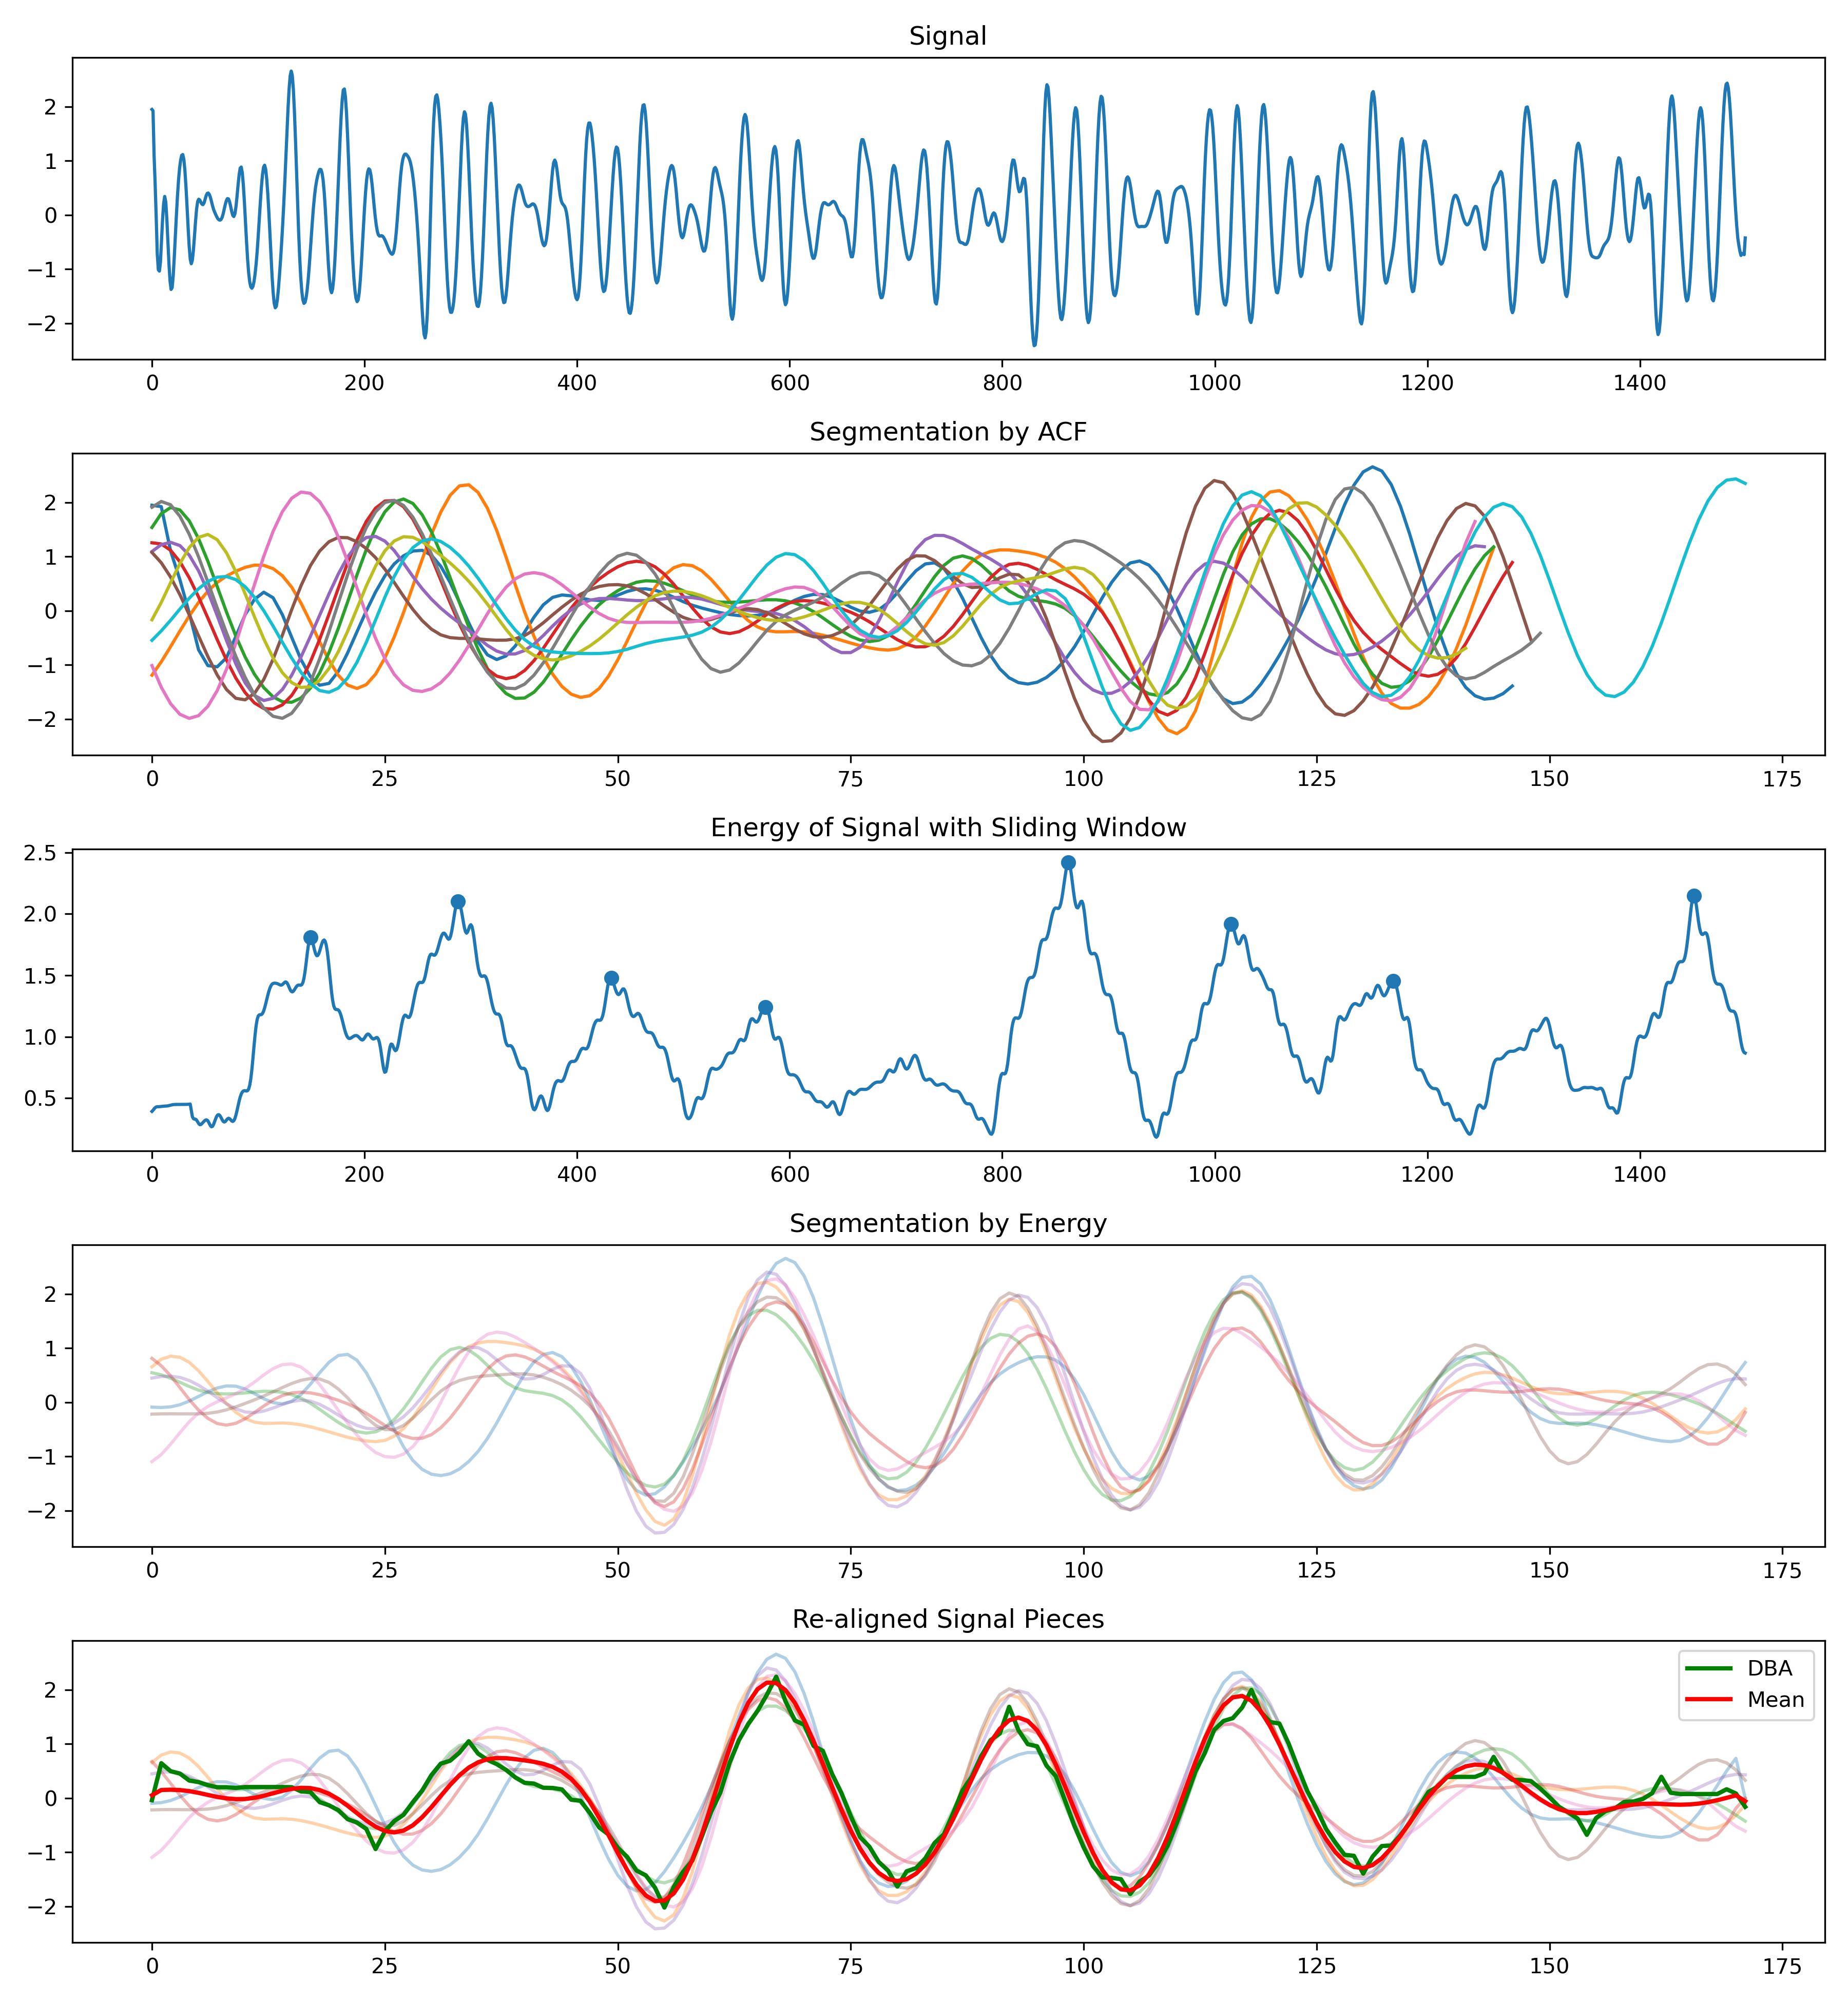 Signal
2
1
0
−1
−2
0 200 400 600 800 1000 1200 1400
Segmentation by ACF
2
1
0
−1
−2
0 25 50 75 100 125 150 175
Energy of Signal with Sliding Window
2.5
2.0
1.5
1.0
0.5
0 200 400 600 800 1000 1200 1400
Segmentation by Energy
2
1
0
−1
−2
0 25 50 75 100 125 150 175
Re-aligned Signal Pieces
DBA
Mean
2
1
0
−1
−2
0 25 50 75 100 125 150 175